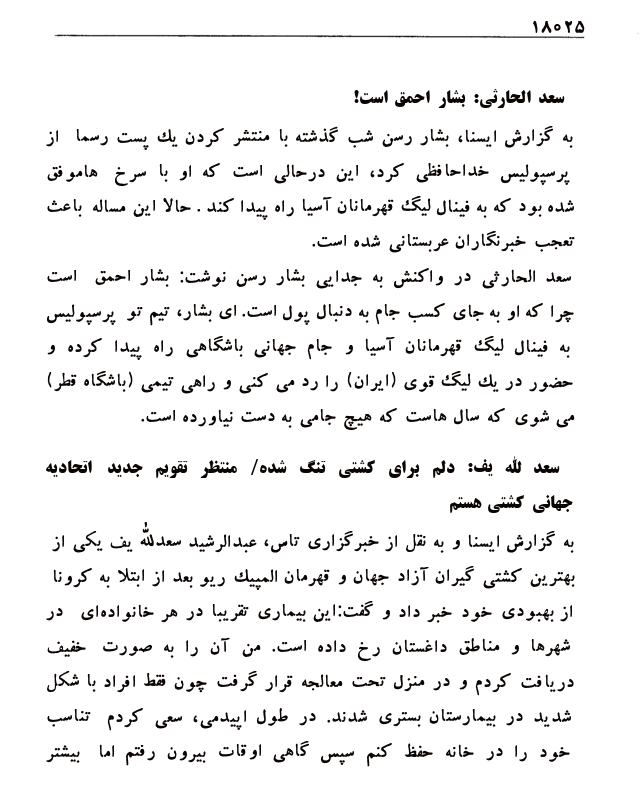 ۱۸۰۲۵
سعد الحارثی: بشار احمق است!
به گزارش ایسنا، بشار رسن شب گذشته با منتشر کردن یك پست رسما از
پرسپولیس خداحافظی کرد، این درحالی است که او با سرخ هاموفق
شده بود که به فینال لیگ قهرمانان آسیا راه پیدا کند . حالا این مساله باعث
تعجب خبرنگاران عربستانی شده است.
سعد الحارثی در واکنش به جدایی بشار رسن نوشت: بشار احمق است
چرا که او به جای کسب جام به دنبال پول است. ای بشار، تیم تو پرسپولیس
به فینال لیگ قهرمانان آسیا و جام جهانی باشگاهی راه پیدا کرده و
حضور در یك لیگ قوی (ایران) را رد می کنی و راهی تیمی (باشگاه قطر)
می شوی که سال هاست که هیچ جامی به دست نیاورده است.
سعد لله یف: دلم برای کشتی تنگ شده/ منتظر تقویم جدید اتحادیه
جهانی کشتی هستم
به گزارش ایسنا و به نقل از خبرگزاری تاس، عبدالرشید سعدلله یف یکی از
بهترین کشتی گیران آزاد جهان و قهرمان المپیك ریو بعد از ابتلا به کرونا
از بهبودی خود خبر داد و گفت:این بیماری تقریبا در هر خانواده‌ای در
شهرها و مناطق داغستان رخ داده است. من آن را به صورت خفیف
دریافت کردم و در منزل تحت معالجه قرار گرفت چون فقط افراد با شکل
شدید در بیمارستان بستری شدند. در طول اپیدمی، سعی کردم تناسب
خود را در خانه حفظ کنم سپس گاهی اوقات بیرون رفتم اما بیشتر